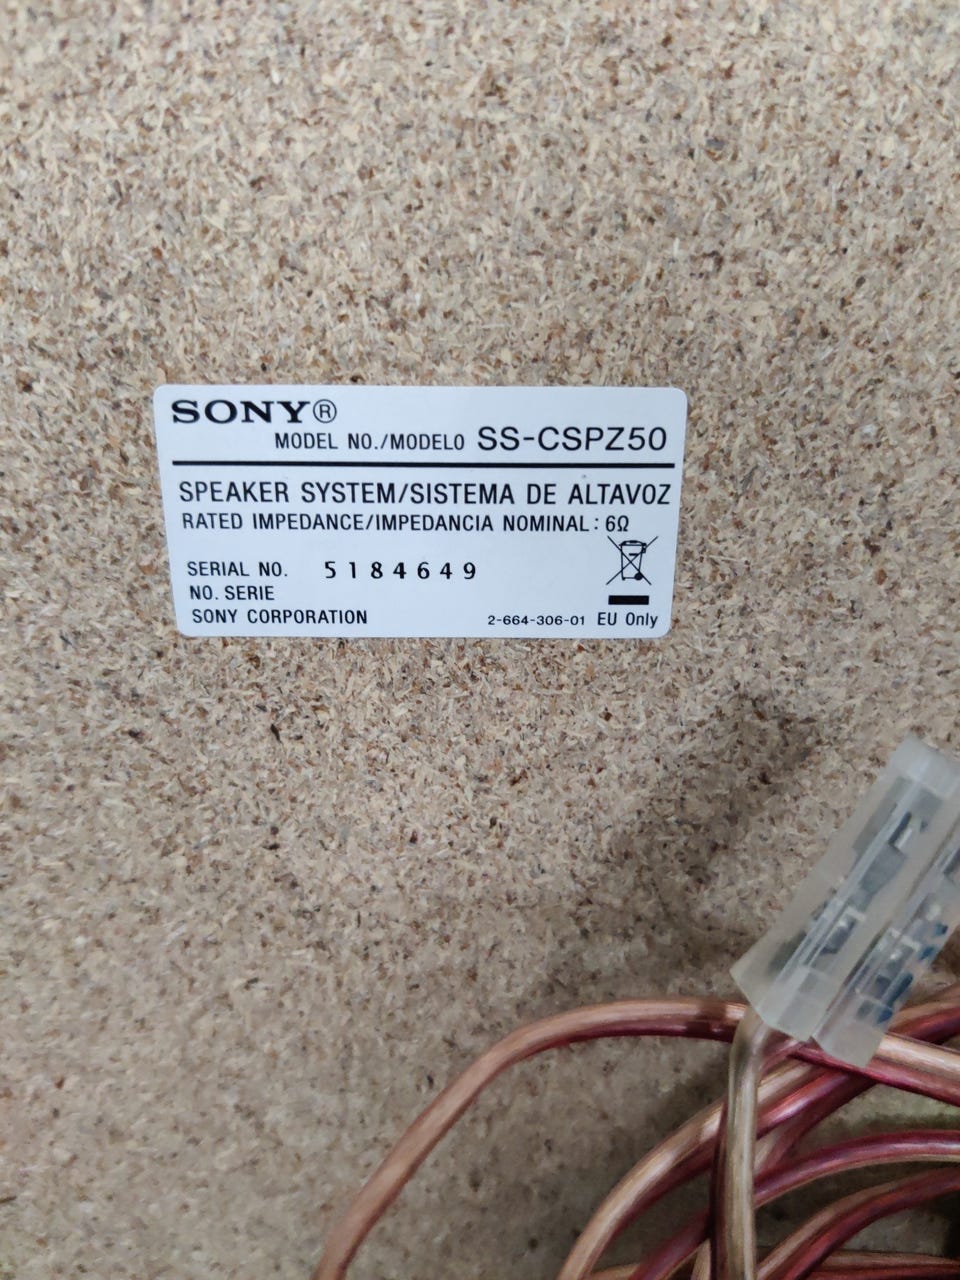 SONY®
MODEL NO./MODELO SS-CSPZ50
SPEAKER SYSTEM/SISTEMA DE ALTAVOZ
RATED IMPEDANCE/IMPEDANCIA NOMINAL: 6Ω
SERIAL NO. 5184649
NO. SERIE
SONY CORPORATION 2-664-306-01 EU Only